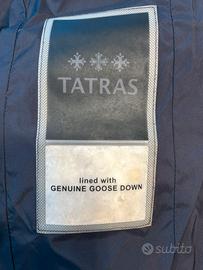 TATRAS
lined with
GENUINE GOOSE DOWN
subito